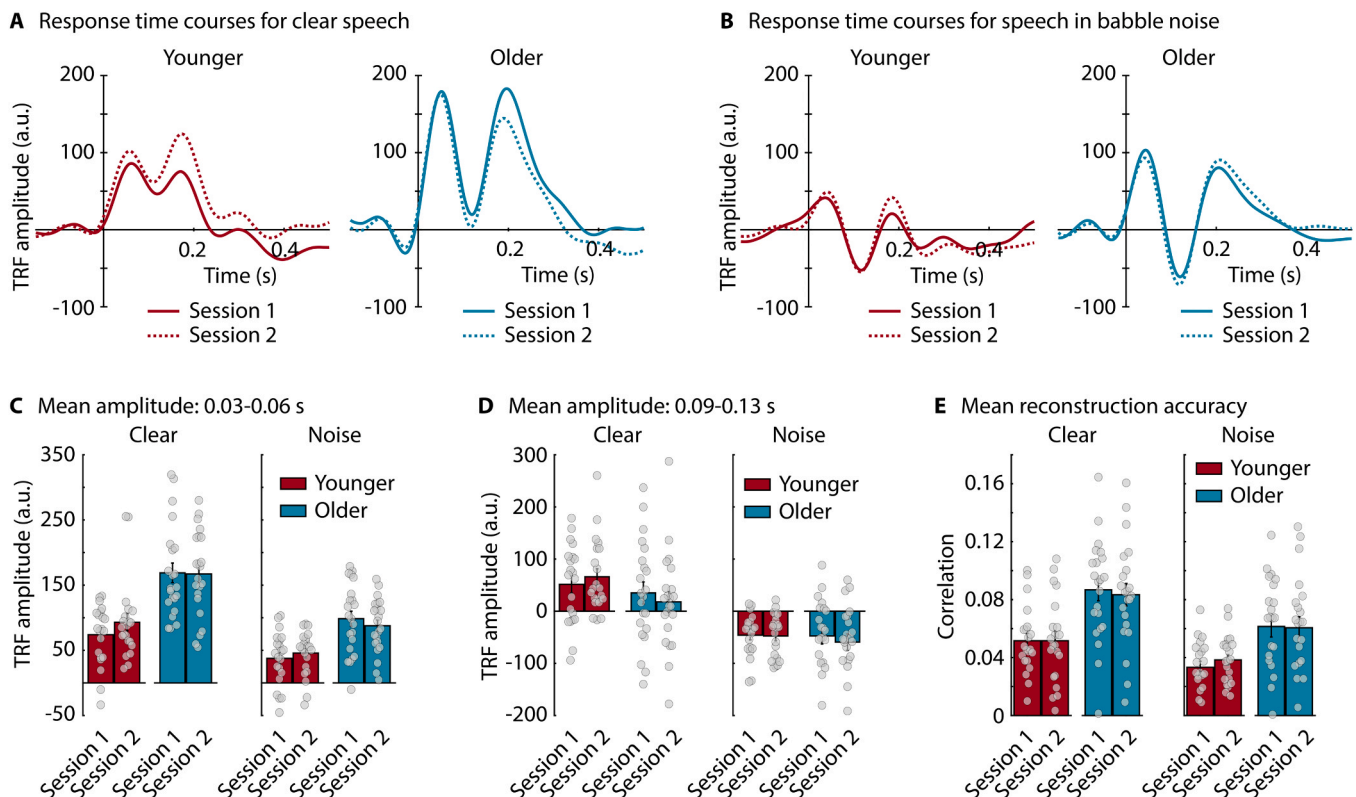 A Response time courses for clear speech
Younger
Older
TRF amplitude (a.u.)
200
100
-100
0.2
0.4
Time (s)
Session 1
Session 2
200
100
-100
0.2
0.4
Time (s)
Session 1
Session 2
B Response time courses for speech in babble noise
Younger
Older
TRF amplitude (a.u.)
200
100
-100
0.2
0.4
Time (s)
Session 1
Session 2
200
100
-100
0.2
0.4
Time (s)
Session 1
Session 2
C Mean amplitude: 0.03-0.06 s
Clear
Noise
TRF amplitude (a.u.)
350
250
150
50
-50
Younger
Older
Session 1
Session 2
Session 1
Session 2
Session 1
Session 2
Session 1
Session 2
D Mean amplitude: 0.09-0.13 s
Clear
Noise
TRF amplitude (a.u.)
300
200
100
0
-100
-200
Younger
Older
Session 1
Session 2
Session 1
Session 2
Session 1
Session 2
Session 1
Session 2
E Mean reconstruction accuracy
Clear
Noise
Correlation
0.16
0.12
0.08
0.04
0
Younger
Older
Session 1
Session 2
Session 1
Session 2
Session 1
Session 2
Session 1
Session 2